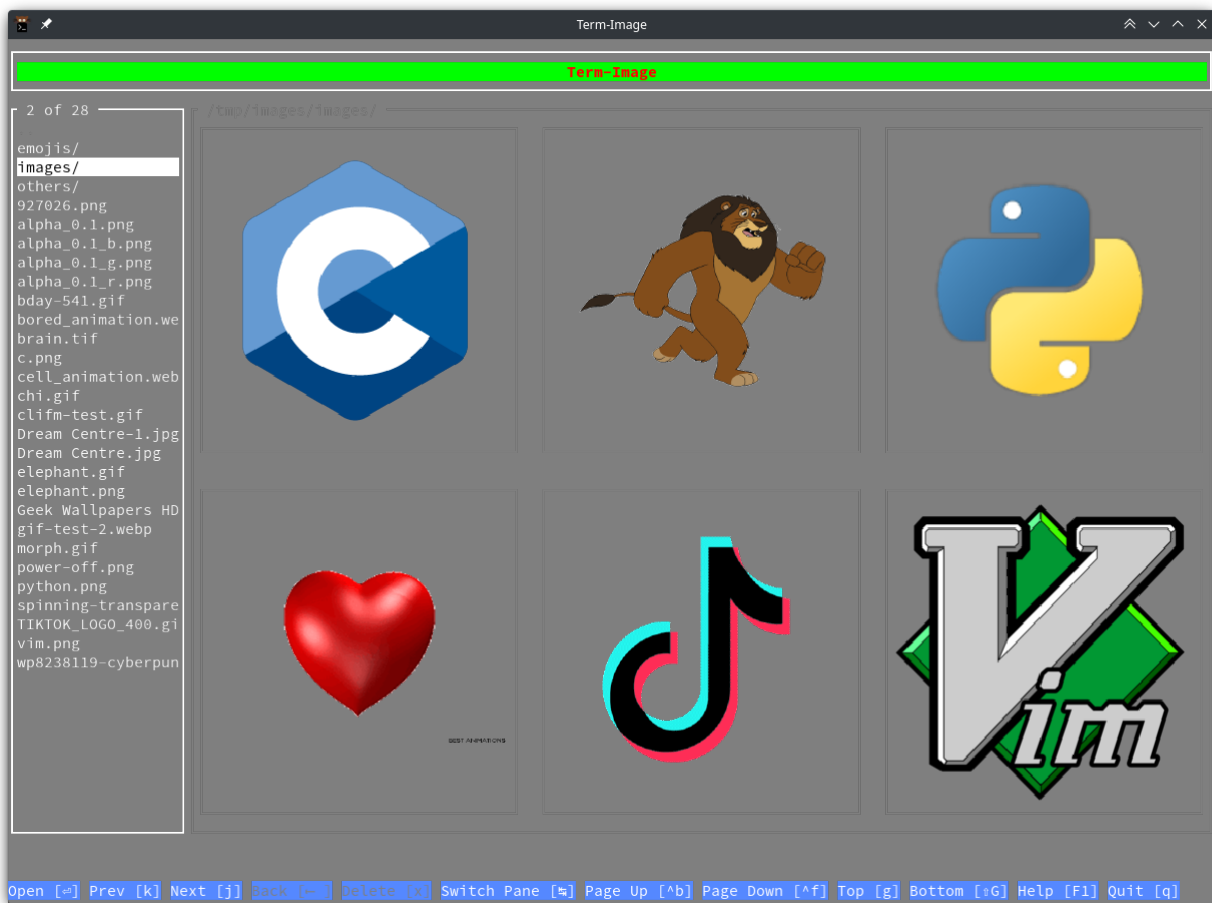 Term-Image
Term-Image
2 of 28
/tmp/images/images/
..
emojis/
images/
others/
927026.png
alpha_0.1.png
alpha_0.1_b.png
alpha_0.1_g.png
alpha_0.1_r.png
bday-541.gif
bored_animation.we
brain.tif
c.png
cell_animation.web
chi.gif
clifm-test.gif
Dream Centre-1.jpg
Dream Centre.jpg
elephant.gif
elephant.png
Geek Wallpapers HD
gif-test-2.webp
morph.gif
power-off.png
python.png
spinning-transpare
TIKTOK_LOGO_400.gi
vim.png
wp8238119-cyberpun
C
BEST ANIMATIONS
Vim
Open [⏎] Prev [k] Next [j] Back [←] Delete [x] Switch Pane [↹] Page Up [^b] Page Down [^f] Top [g] Bottom [⇧G] Help [F1] Quit [q]